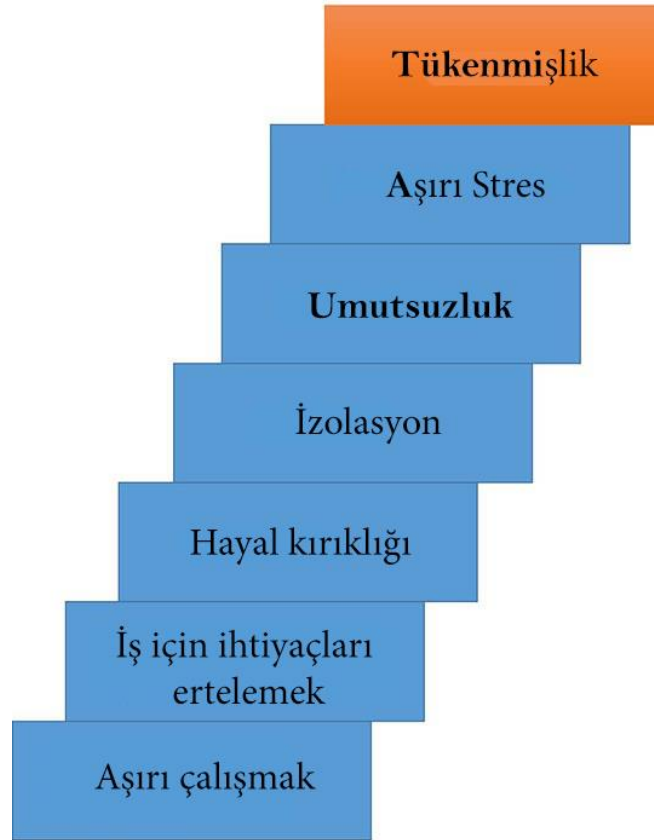 Tükenmişlik
Aşırı Stres
Umutsuzluk
İzolasyon
Hayal kırıklığı
İş için ihtiyaçları
ertelemek
Aşırı çalışmak